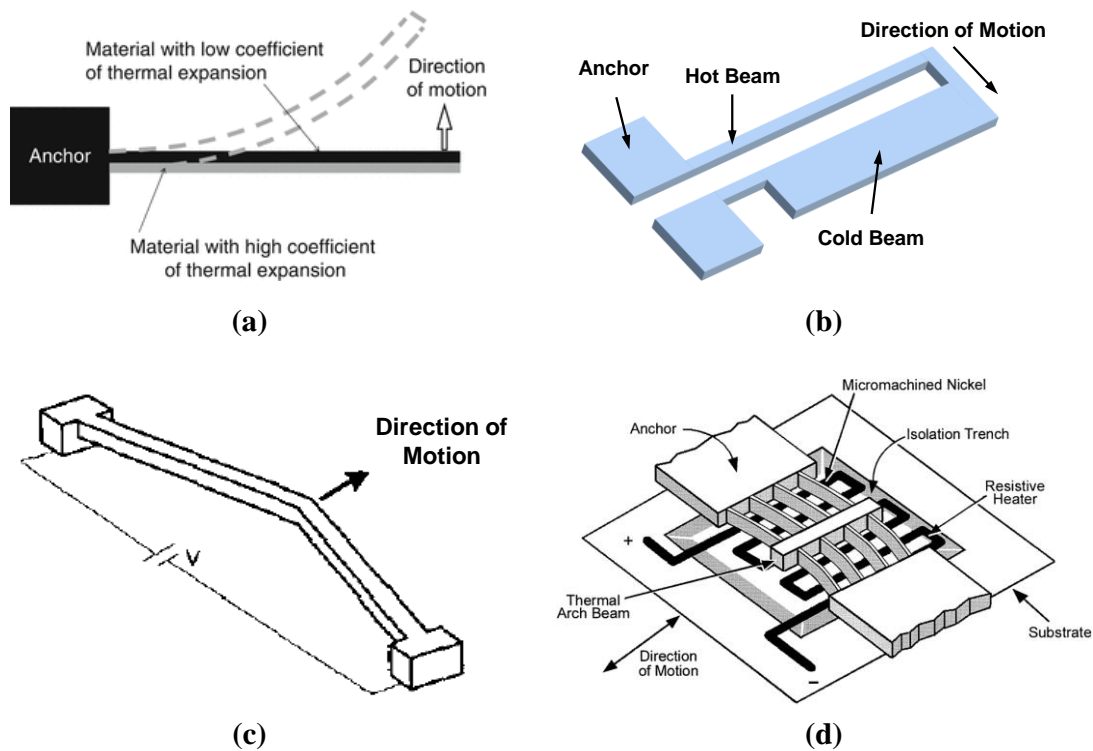 Material with low coefficient
of thermal expansion
Direction
of motion
Anchor
Material with high coefficient
of thermal expansion
(a)
Direction of Motion
Anchor
Hot Beam
Cold Beam
(b)
Direction of
Motion
V
(c)
Micromachined Nickel
Anchor
Isolation Trench
Resistive
Heater
+
Thermal
Arch Beam
Substrate
Direction
of Motion
–
(d)